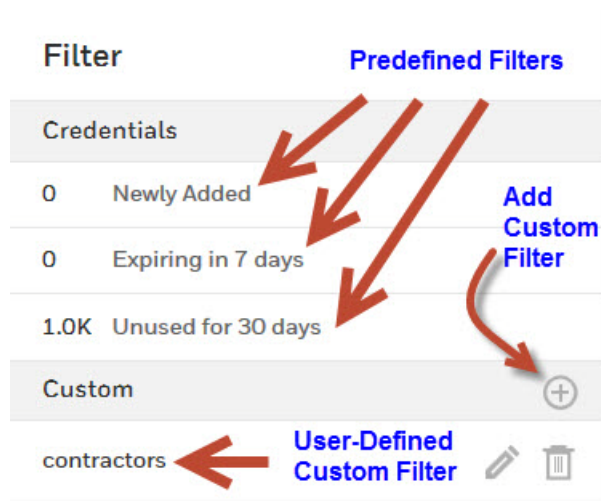 Filter
Predefined Filters
Credentials
0 Newly Added
Add
Custom
Filter
0 Expiring in 7 days
1.0K Unused for 30 days
Custom
contractors
User-Defined
Custom Filter